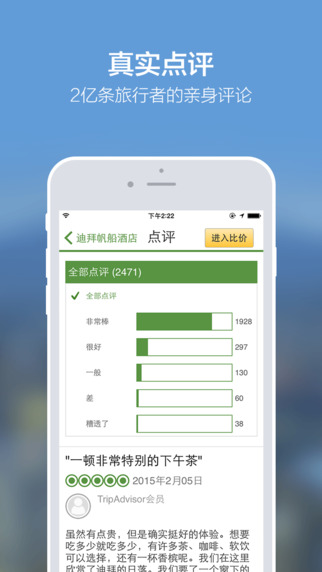 真实点评
2亿条旅行者的亲身评论
下午2:22
迪拜帆船酒店
点评
进入比价
全部点评 (2471)
全部点评
非常棒 1928
很好 297
一般 130
差 60
糟透了 38
"一顿非常特别的下午茶"
2015年2月05日
TripAdvisor会员
虽然有点贵，但是确实挺好的体验。想要
吃多少就吃多少，有许多茶、咖啡、软饮
可以选择，还有一杯香槟。我们在这里
欣赏了迪拜的日落。我们要了一个窗下的